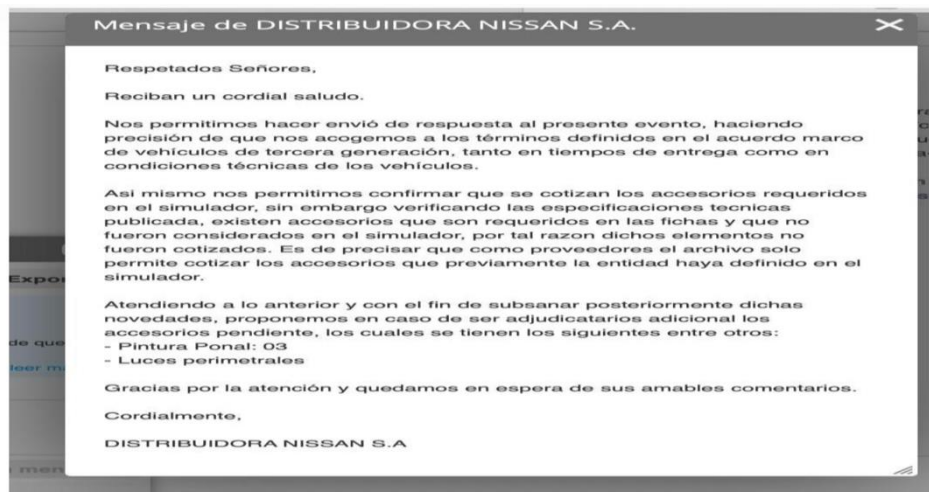 Mensaje de DISTRIBUIDORA NISSAN S.A.
Respetados Señores,
Reciban un cordial saludo.
Nos permitimos hacer envió de respuesta al presente evento, haciendo
precisión de que nos acogemos a los términos definidos en el acuerdo marco
de vehículos de tercera generación, tanto en tiempos de entrega como en
condiciones técnicas de los vehículos.
Asi mismo nos permitimos confirmar que se cotizan los accesorios requeridos
en el simulador, sin embargo verificando las especificaciones tecnicas
publicada, existen accesorios que son requeridos en las fichas y que no
fueron considerados en el simulador, por tal razon dichos elementos no
fueron cotizados. Es de precisar que como proveedores el archivo solo
permite cotizar los accesorios que previamente la entidad haya definido en el
simulador.
Atendiendo a lo anterior y con el fin de subsanar posteriormente dichas
novedades, proponemos en caso de ser adjudicatarios adicional los
accesorios pendiente, los cuales se tienen los siguientes entre otros:
- Pintura Ponal: 03
- Luces perimetrales
Gracias por la atención y quedamos en espera de sus amables comentarios.
Cordialmente,
DISTRIBUIDORA NISSAN S.A
Expor
de que
leer m
men